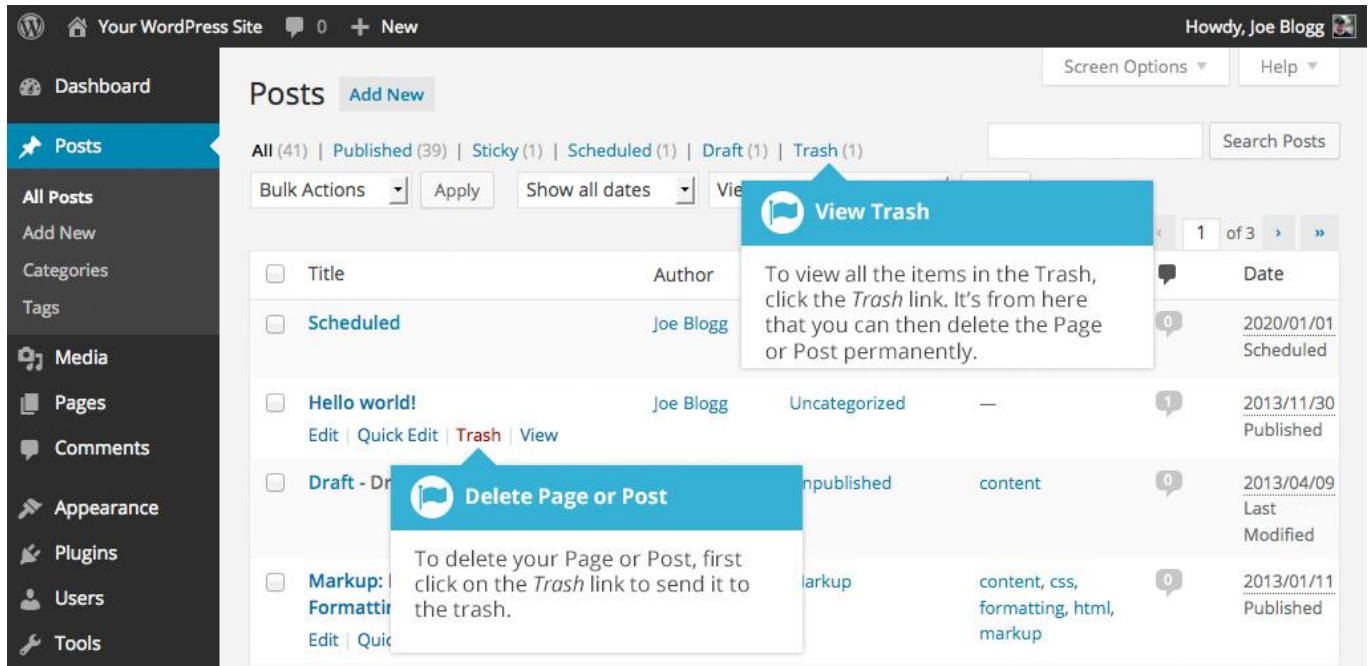 Your WordPress Site 0 + New Howdy, Joe Blogg
Screen Options Help
Dashboard
Posts
All Posts
Add New
Categories
Tags
Media
Pages
Comments
Appearance
Plugins
Users
Tools
Posts Add New
All (41) | Published (39) | Sticky (1) | Scheduled (1) | Draft (1) | Trash (1)
Search Posts
Bulk Actions Apply Show all dates
View Trash
To view all the items in the Trash,
click the Trash link. It's from here
that you can then delete the Page
or Post permanently.
‹ 1 of 3 › »
Title Author Date
Scheduled Joe Blogg 0 2020/01/01
Scheduled
Hello world! Joe Blogg Uncategorized — 1 2013/11/30
Edit | Quick Edit | Trash | View Published
Draft - content 0 2013/04/09
Last
Modified
Delete Page or Post
To delete your Page or Post, first
click on the Trash link to send it to
the trash.
Markup: content, css, 0 2013/01/11
formatting, html, Published
markup
Edit